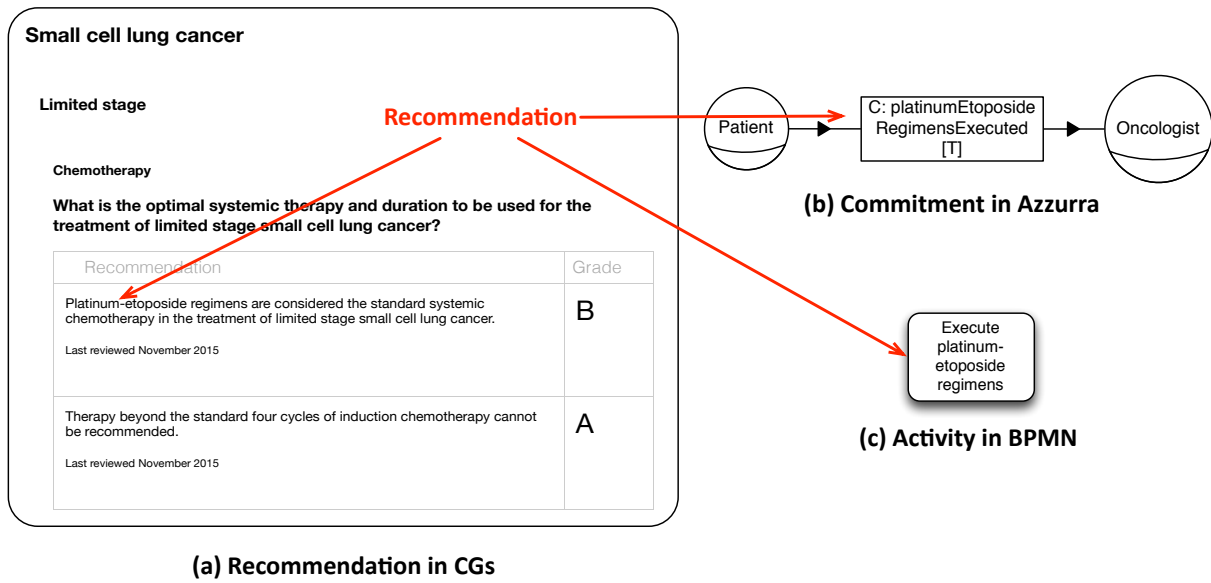 Small cell lung cancer
Limited stage
Recommendation
Chemotherapy
What is the optimal systemic therapy and duration to be used for the
treatment of limited stage small cell lung cancer?
Recommendation
Grade
Platinum-etoposide regimens are considered the standard systemic
chemotherapy in the treatment of limited stage small cell lung cancer.
B
Last reviewed November 2015
Therapy beyond the standard four cycles of induction chemotherapy cannot
be recommended.
A
Last reviewed November 2015
(a) Recommendation in CGs
Patient
C: platinumEtoposide
RegimensExecuted
[T]
Oncologist
(b) Commitment in Azzurra
Execute
platinum-
etoposide
regimens
(c) Activity in BPMN